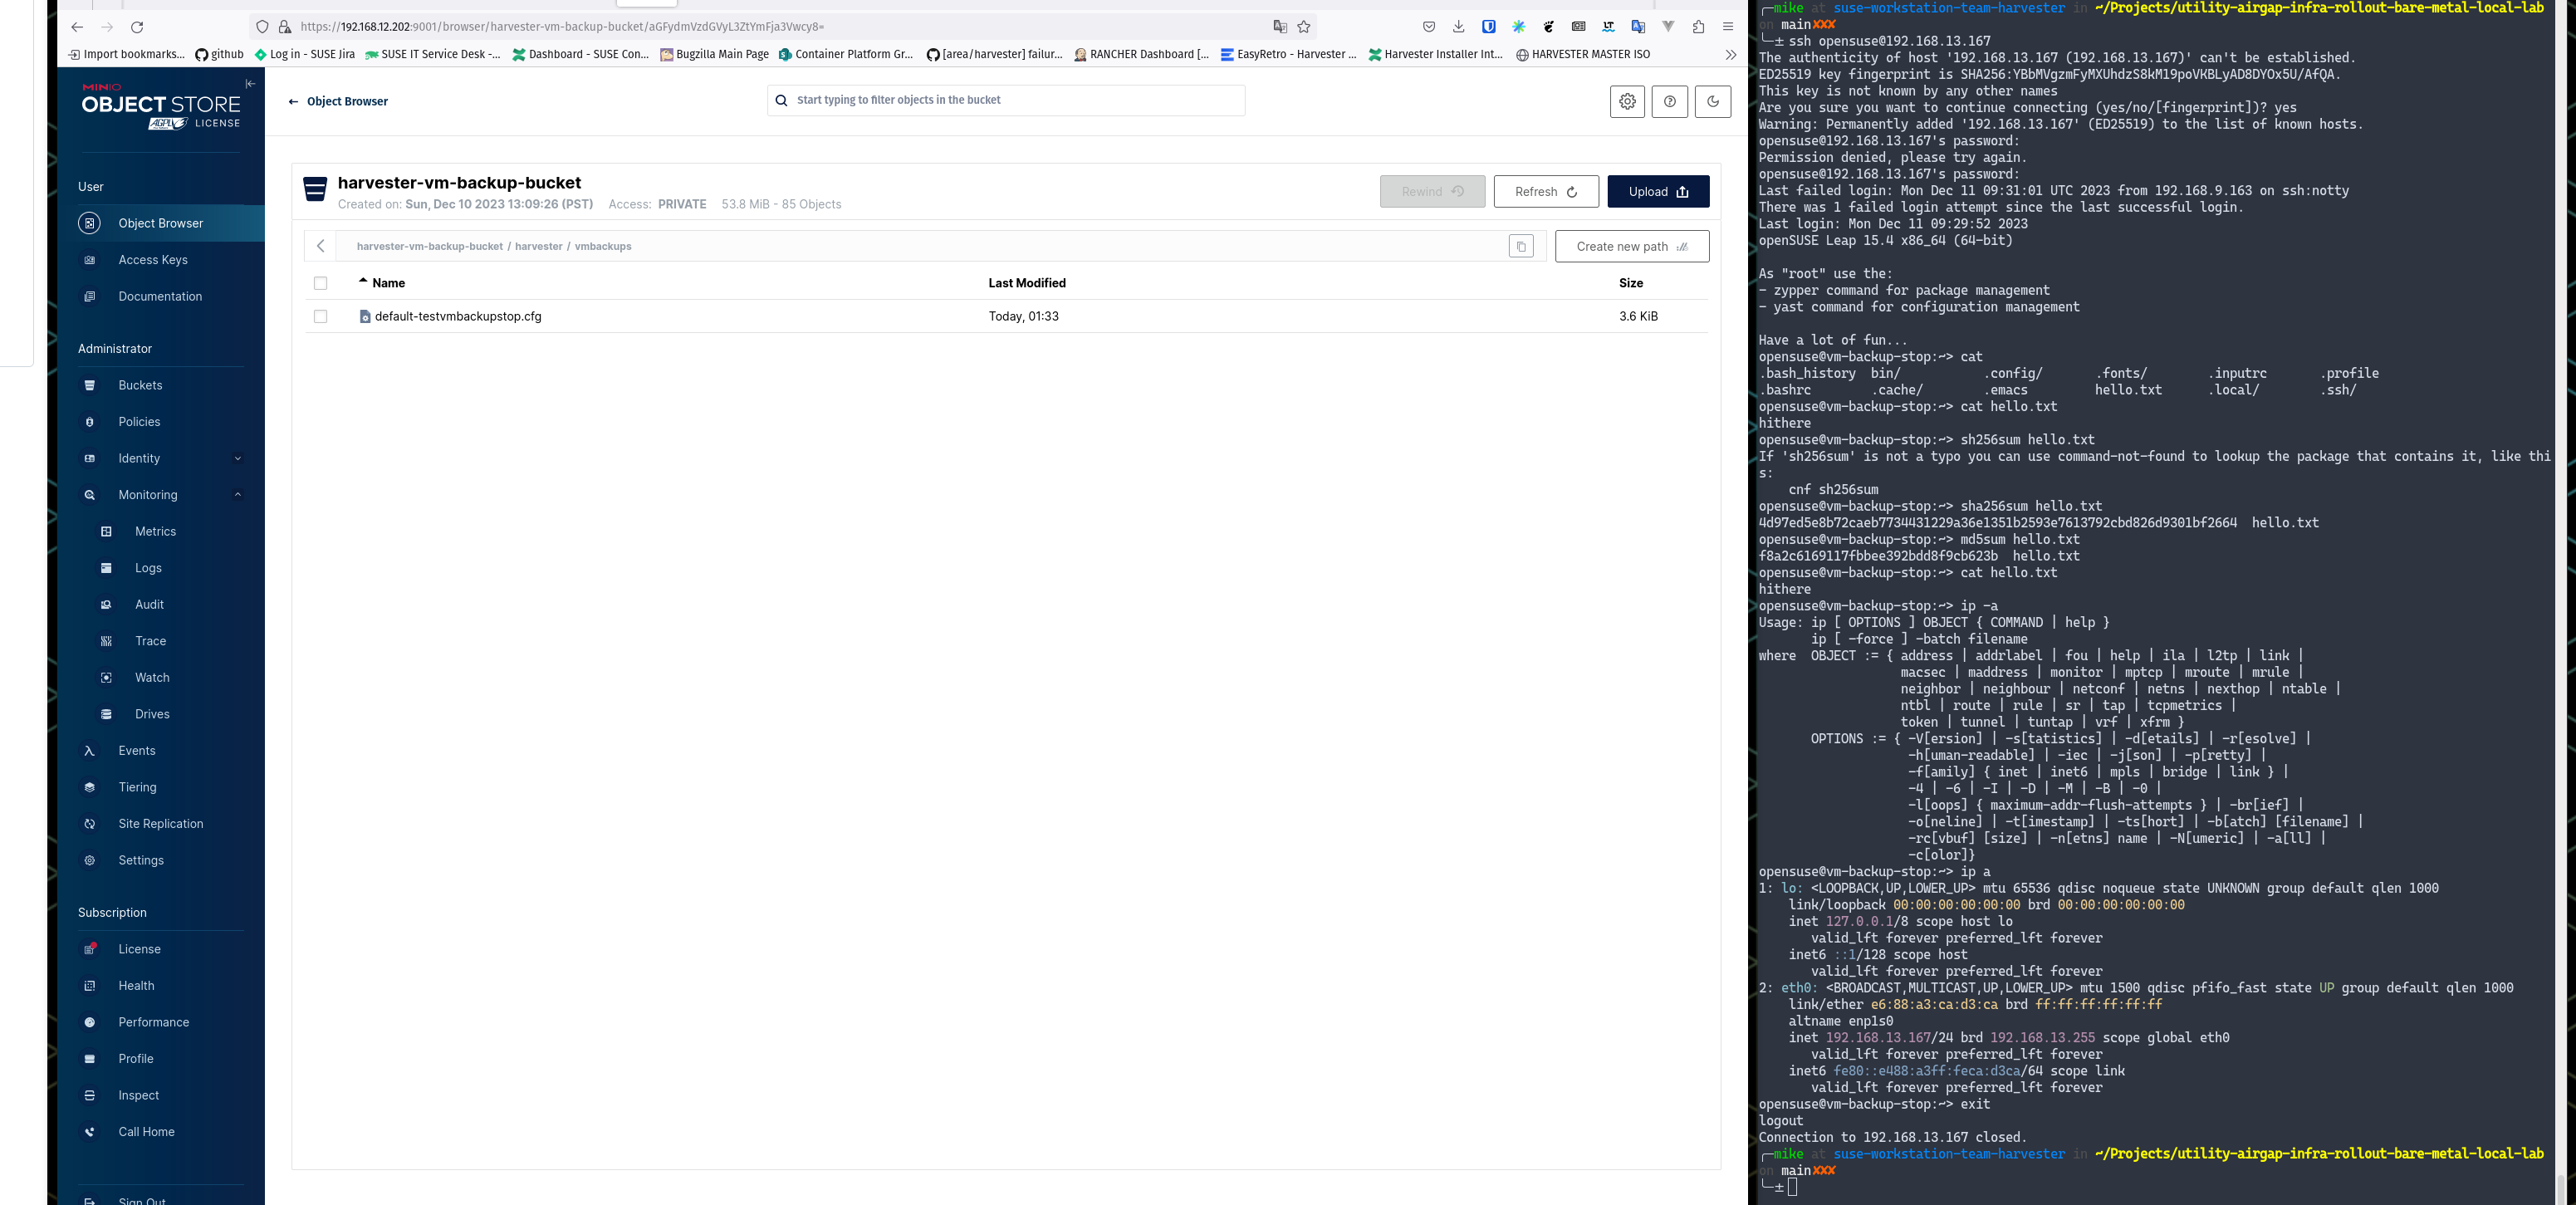 https://192.168.12.202:9001/browser/harvester-vm-backup-bucket/aGFydmVzdGVyL3ZtYmFja3Vwcy8=
Import bookmarks... github Log in - SUSE Jira SUSE IT Service Desk -... Dashboard - SUSE Con... Bugzilla Main Page Container Platform Gr... [area/harvester] failur... RANCHER Dashboard [... EasyRetro - Harvester ... Harvester Installer Int... HARVESTER MASTER ISO
MINIO
OBJECT STORE
AGPLv3 LICENSE
User
Object Browser
Access Keys
Documentation
Administrator
Buckets
Policies
Identity
Monitoring
Metrics
Logs
Audit
Trace
Watch
Drives
Events
Tiering
Site Replication
Settings
Subscription
License
Health
Performance
Profile
Inspect
Call Home
Sign Out
← Object Browser
Start typing to filter objects in the bucket
harvester-vm-backup-bucket
Created on: Sun, Dec 10 2023 13:09:26 (PST) Access: PRIVATE 53.8 MiB - 85 Objects
Rewind Refresh Upload
harvester-vm-backup-bucket / harvester / vmbackups
Create new path
Name Last Modified Size
default-testvmbackupstop.cfg Today, 01:33 3.6 KiB
╭─mike at suse-workstation-team-harvester in ~/Projects/utility-airgap-infra-rollout-bare-metal-local-lab
on main✘✘✘
╰─± ssh opensuse@192.168.13.167
The authenticity of host '192.168.13.167 (192.168.13.167)' can't be established.
ED25519 key fingerprint is SHA256:YBbMVgzmFyMXUhdzS8kM19poVKBLyAD8DYOx5U/AfQA.
This key is not known by any other names
Are you sure you want to continue connecting (yes/no/[fingerprint])? yes
Warning: Permanently added '192.168.13.167' (ED25519) to the list of known hosts.
opensuse@192.168.13.167's password:
Permission denied, please try again.
opensuse@192.168.13.167's password:
Last failed login: Mon Dec 11 09:31:01 UTC 2023 from 192.168.9.163 on ssh:notty
There was 1 failed login attempt since the last successful login.
Last login: Mon Dec 11 09:29:52 2023
openSUSE Leap 15.4 x86_64 (64-bit)
As "root" use the:
- zypper command for package management
- yast command for configuration management
Have a lot of fun...
opensuse@vm-backup-stop:~> cat
.bash_history bin/ .config/ .fonts/ .inputrc .profile
.bashrc .cache/ .emacs hello.txt .local/ .ssh/
opensuse@vm-backup-stop:~> cat hello.txt
hithere
opensuse@vm-backup-stop:~> sh256sum hello.txt
If 'sh256sum' is not a typo you can use command-not-found to lookup the package that contains it, like thi
s:
cnf sh256sum
opensuse@vm-backup-stop:~> sha256sum hello.txt
4d97ed5e8b72caeb7734431229a36e1351b2593e7613792cbd826d9301bf2664 hello.txt
opensuse@vm-backup-stop:~> md5sum hello.txt
f8a2c6169117fbbee392bdd8f9cb623b hello.txt
opensuse@vm-backup-stop:~> cat hello.txt
hithere
opensuse@vm-backup-stop:~> ip -a
Usage: ip [ OPTIONS ] OBJECT { COMMAND | help }
ip [ -force ] -batch filename
where OBJECT := { address | addrlabel | fou | help | ila | l2tp | link |
macsec | maddress | monitor | mptcp | mroute | mrule |
neighbor | neighbour | netconf | netns | nexthop | ntable |
ntbl | route | rule | sr | tap | tcpmetrics |
token | tunnel | tuntap | vrf | xfrm }
OPTIONS := { -V[ersion] | -s[tatistics] | -d[etails] | -r[esolve] |
-h[uman-readable] | -iec | -j[son] | -p[retty] |
-f[amily] { inet | inet6 | mpls | bridge | link } |
-4 | -6 | -I | -D | -M | -B | -0 |
-l[oops] { maximum-addr-flush-attempts } | -br[ief] |
-o[neline] | -t[imestamp] | -ts[hort] | -b[atch] [filename] |
-rc[vbuf] [size] | -n[etns] name | -N[umeric] | -a[ll] |
-c[olor]}
opensuse@vm-backup-stop:~> ip a
1: lo: <LOOPBACK,UP,LOWER_UP> mtu 65536 qdisc noqueue state UNKNOWN group default qlen 1000
link/loopback 00:00:00:00:00:00 brd 00:00:00:00:00:00
inet 127.0.0.1/8 scope host lo
valid_lft forever preferred_lft forever
inet6 ::1/128 scope host
valid_lft forever preferred_lft forever
2: eth0: <BROADCAST,MULTICAST,UP,LOWER_UP> mtu 1500 qdisc pfifo_fast state UP group default qlen 1000
link/ether e6:88:a3:ca:d3:ca brd ff:ff:ff:ff:ff:ff
altname enp1s0
inet 192.168.13.167/24 brd 192.168.13.255 scope global eth0
valid_lft forever preferred_lft forever
inet6 fe80::e488:a3ff:feca:d3ca/64 scope link
valid_lft forever preferred_lft forever
opensuse@vm-backup-stop:~> exit
logout
Connection to 192.168.13.167 closed.
╭─mike at suse-workstation-team-harvester in ~/Projects/utility-airgap-infra-rollout-bare-metal-local-lab
on main✘✘✘
╰─±